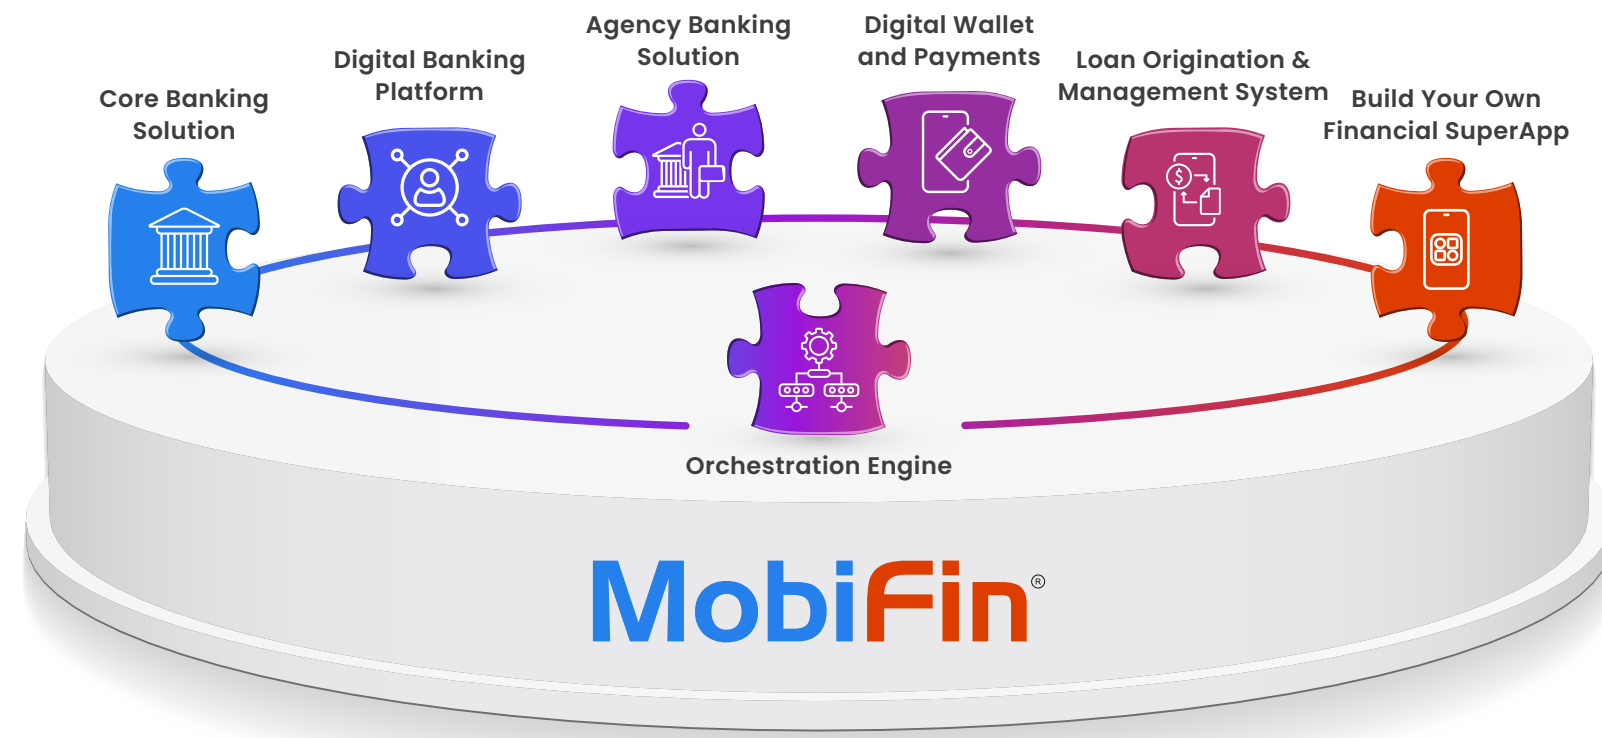 Core Banking
Solution
Digital Banking
Platform
Agency Banking
Solution
Digital Wallet
and Payments
Loan Origination &
Management System
Build Your Own
Financial SuperApp
$
Orchestration Engine
MobiFin®